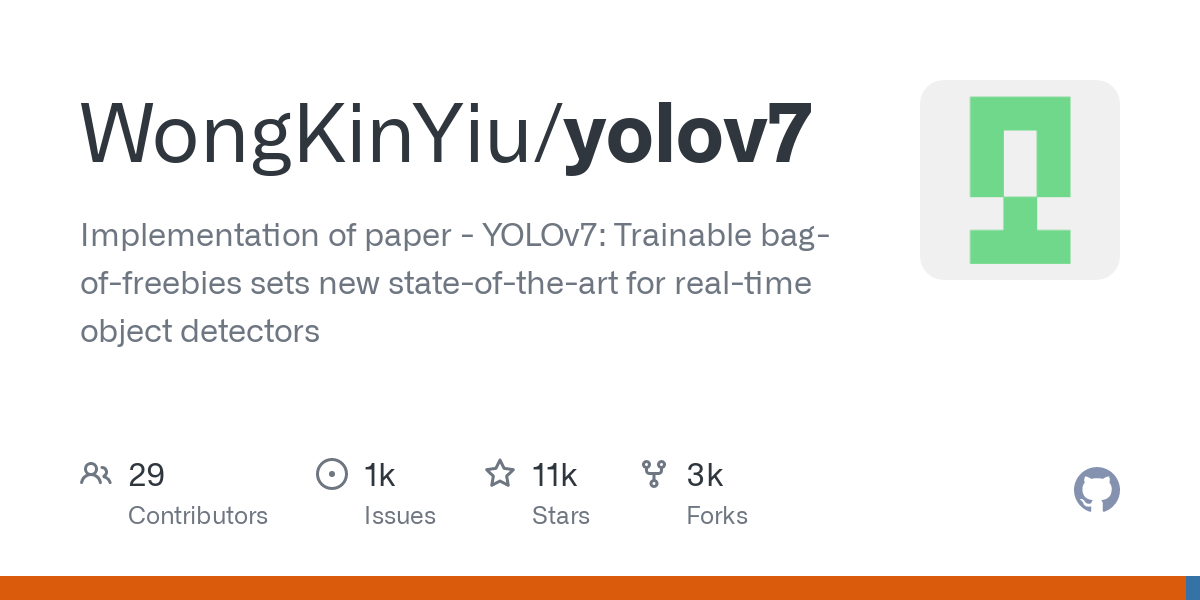 WongKinYiu/yolov7
Implementation of paper - YOLOv7: Trainable bag-
of-freebies sets new state-of-the-art for real-time
object detectors
29 1k 11k 3k
Contributors Issues Stars Forks